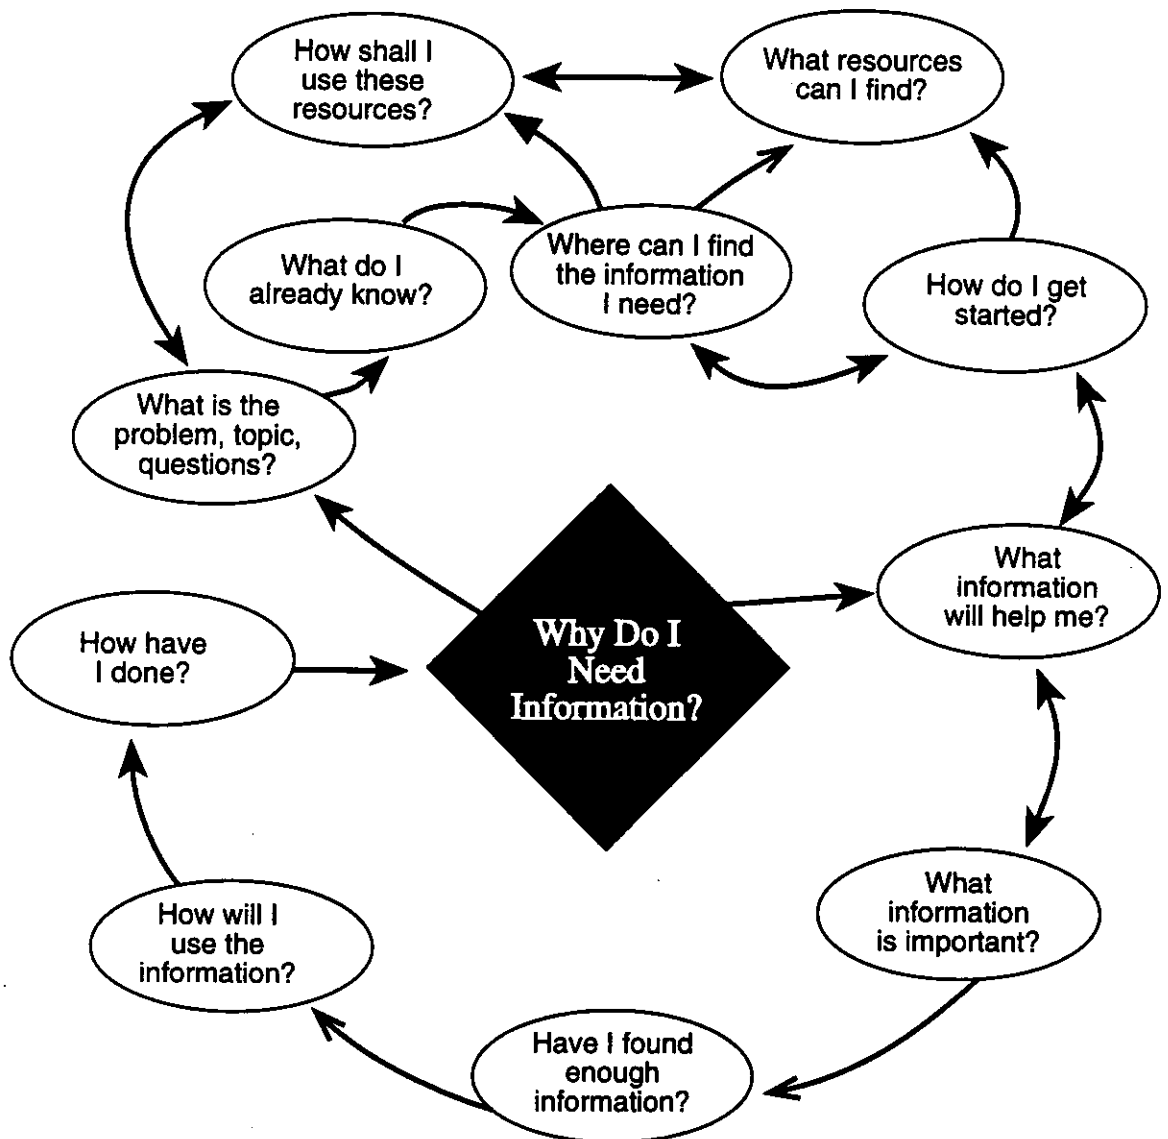 How shall I
use these
resources?
What resources
can I find?
What do I
already know?
Where can I find
the information
I need?
How do I get
started?
What is the
problem, topic,
questions?
What
information
will help me?
Why Do I
Need
Information?
How have
I done?
What
information
is important?
How will I
use the
information?
Have I found
enough
information?